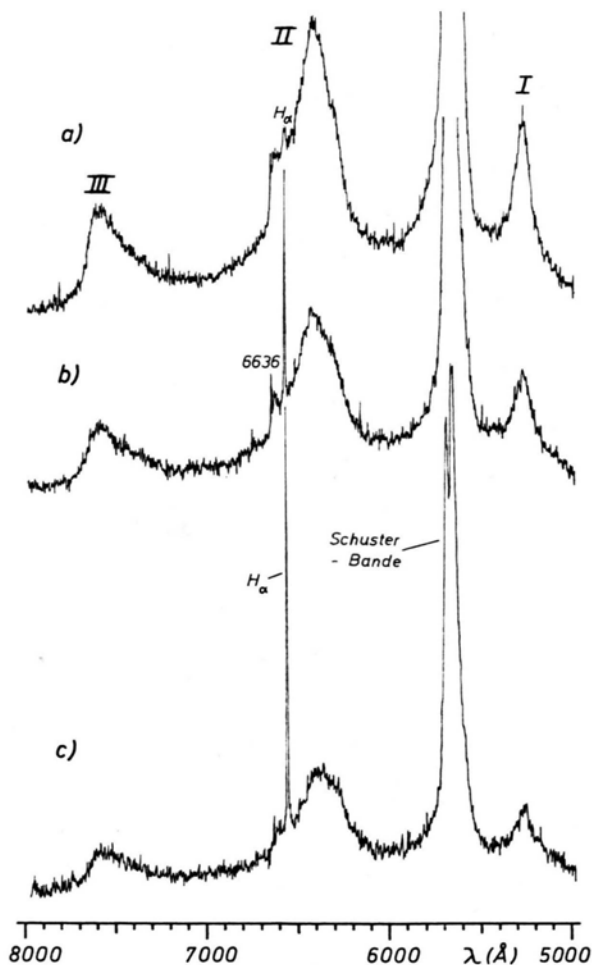 II
I
Hα
a)
III
6636
b)
Schuster
- Bande
Hα
c)
8000 7000 6000 λ(Å) 5000